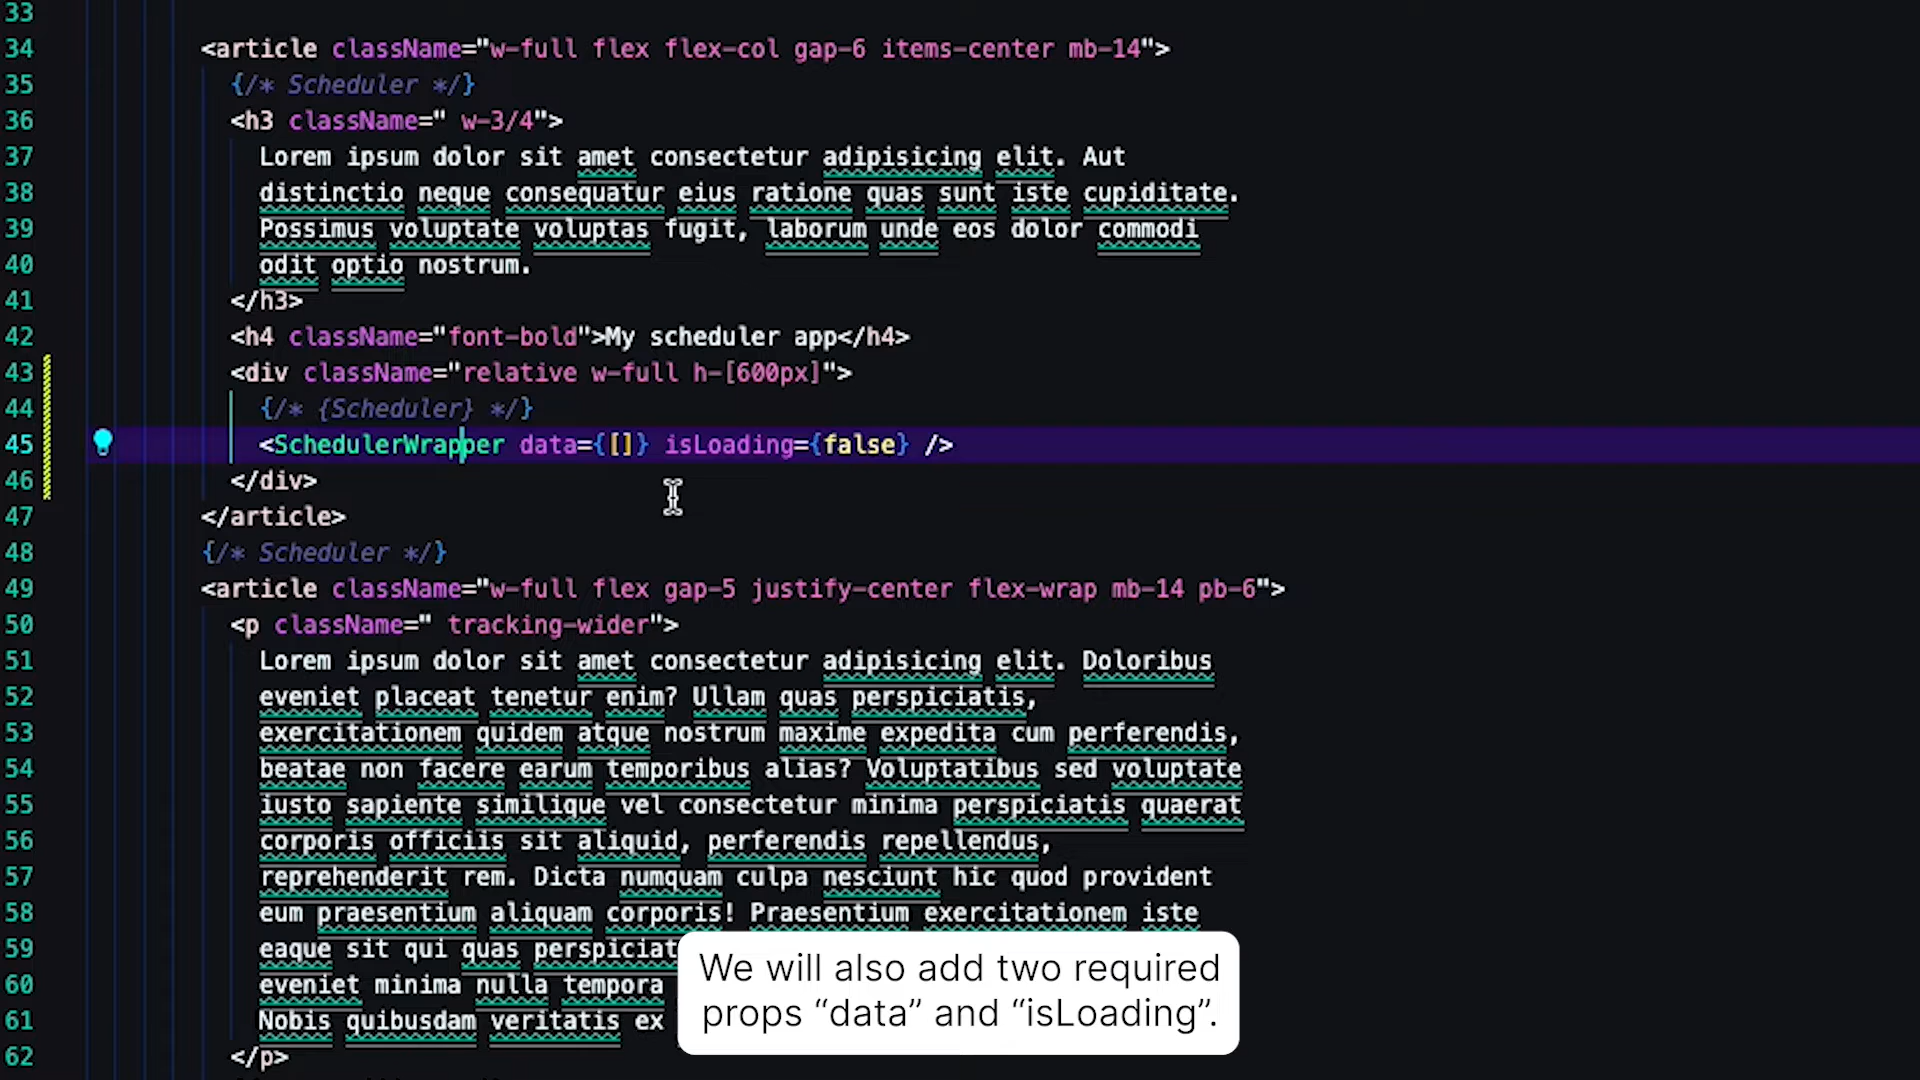 33
34 <article className="w-full flex flex-col gap-6 items-center mb-14">
35 {/* Scheduler */}
36 <h3 className=" w-3/4">
37 Lorem ipsum dolor sit amet consectetur adipisicing elit. Aut
38 distinctio neque consequatur eius ratione quas sunt iste cupiditate.
39 Possimus voluptate voluptas fugit, laborum unde eos dolor commodi
40 odit optio nostrum.
41 </h3>
42 <h4 className="font-bold">My scheduler app</h4>
43 <div className="relative w-full h-[600px]">
44 {/* {Scheduler} */}
45 <SchedulerWrapper data={[]} isLoading={false} />
46 </div>
47 </article>
48 {/* Scheduler */}
49 <article className="w-full flex gap-5 justify-center flex-wrap mb-14 pb-6">
50 <p className=" tracking-wider">
51 Lorem ipsum dolor sit amet consectetur adipisicing elit. Doloribus
52 eveniet placeat tenetur enim? Ullam quas perspiciatis,
53 exercitationem quidem atque nostrum maxime expedita cum perferendis,
54 beatae non facere earum temporibus alias? Voluptatibus sed voluptate
55 iusto sapiente similique vel consectetur minima perspiciatis quaerat
56 corporis officiis sit aliquid, perferendis repellendus,
57 reprehenderit rem. Dicta numquam culpa nesciunt hic quod provident
58 eum praesentium aliquam corporis! Praesentium exercitationem iste
59 eaque sit qui quas perspiciat
60 eveniet minima nulla tempora
61 Nobis quibusdam veritatis ex
62 </p>
We will also add two required
props “data” and “isLoading”.